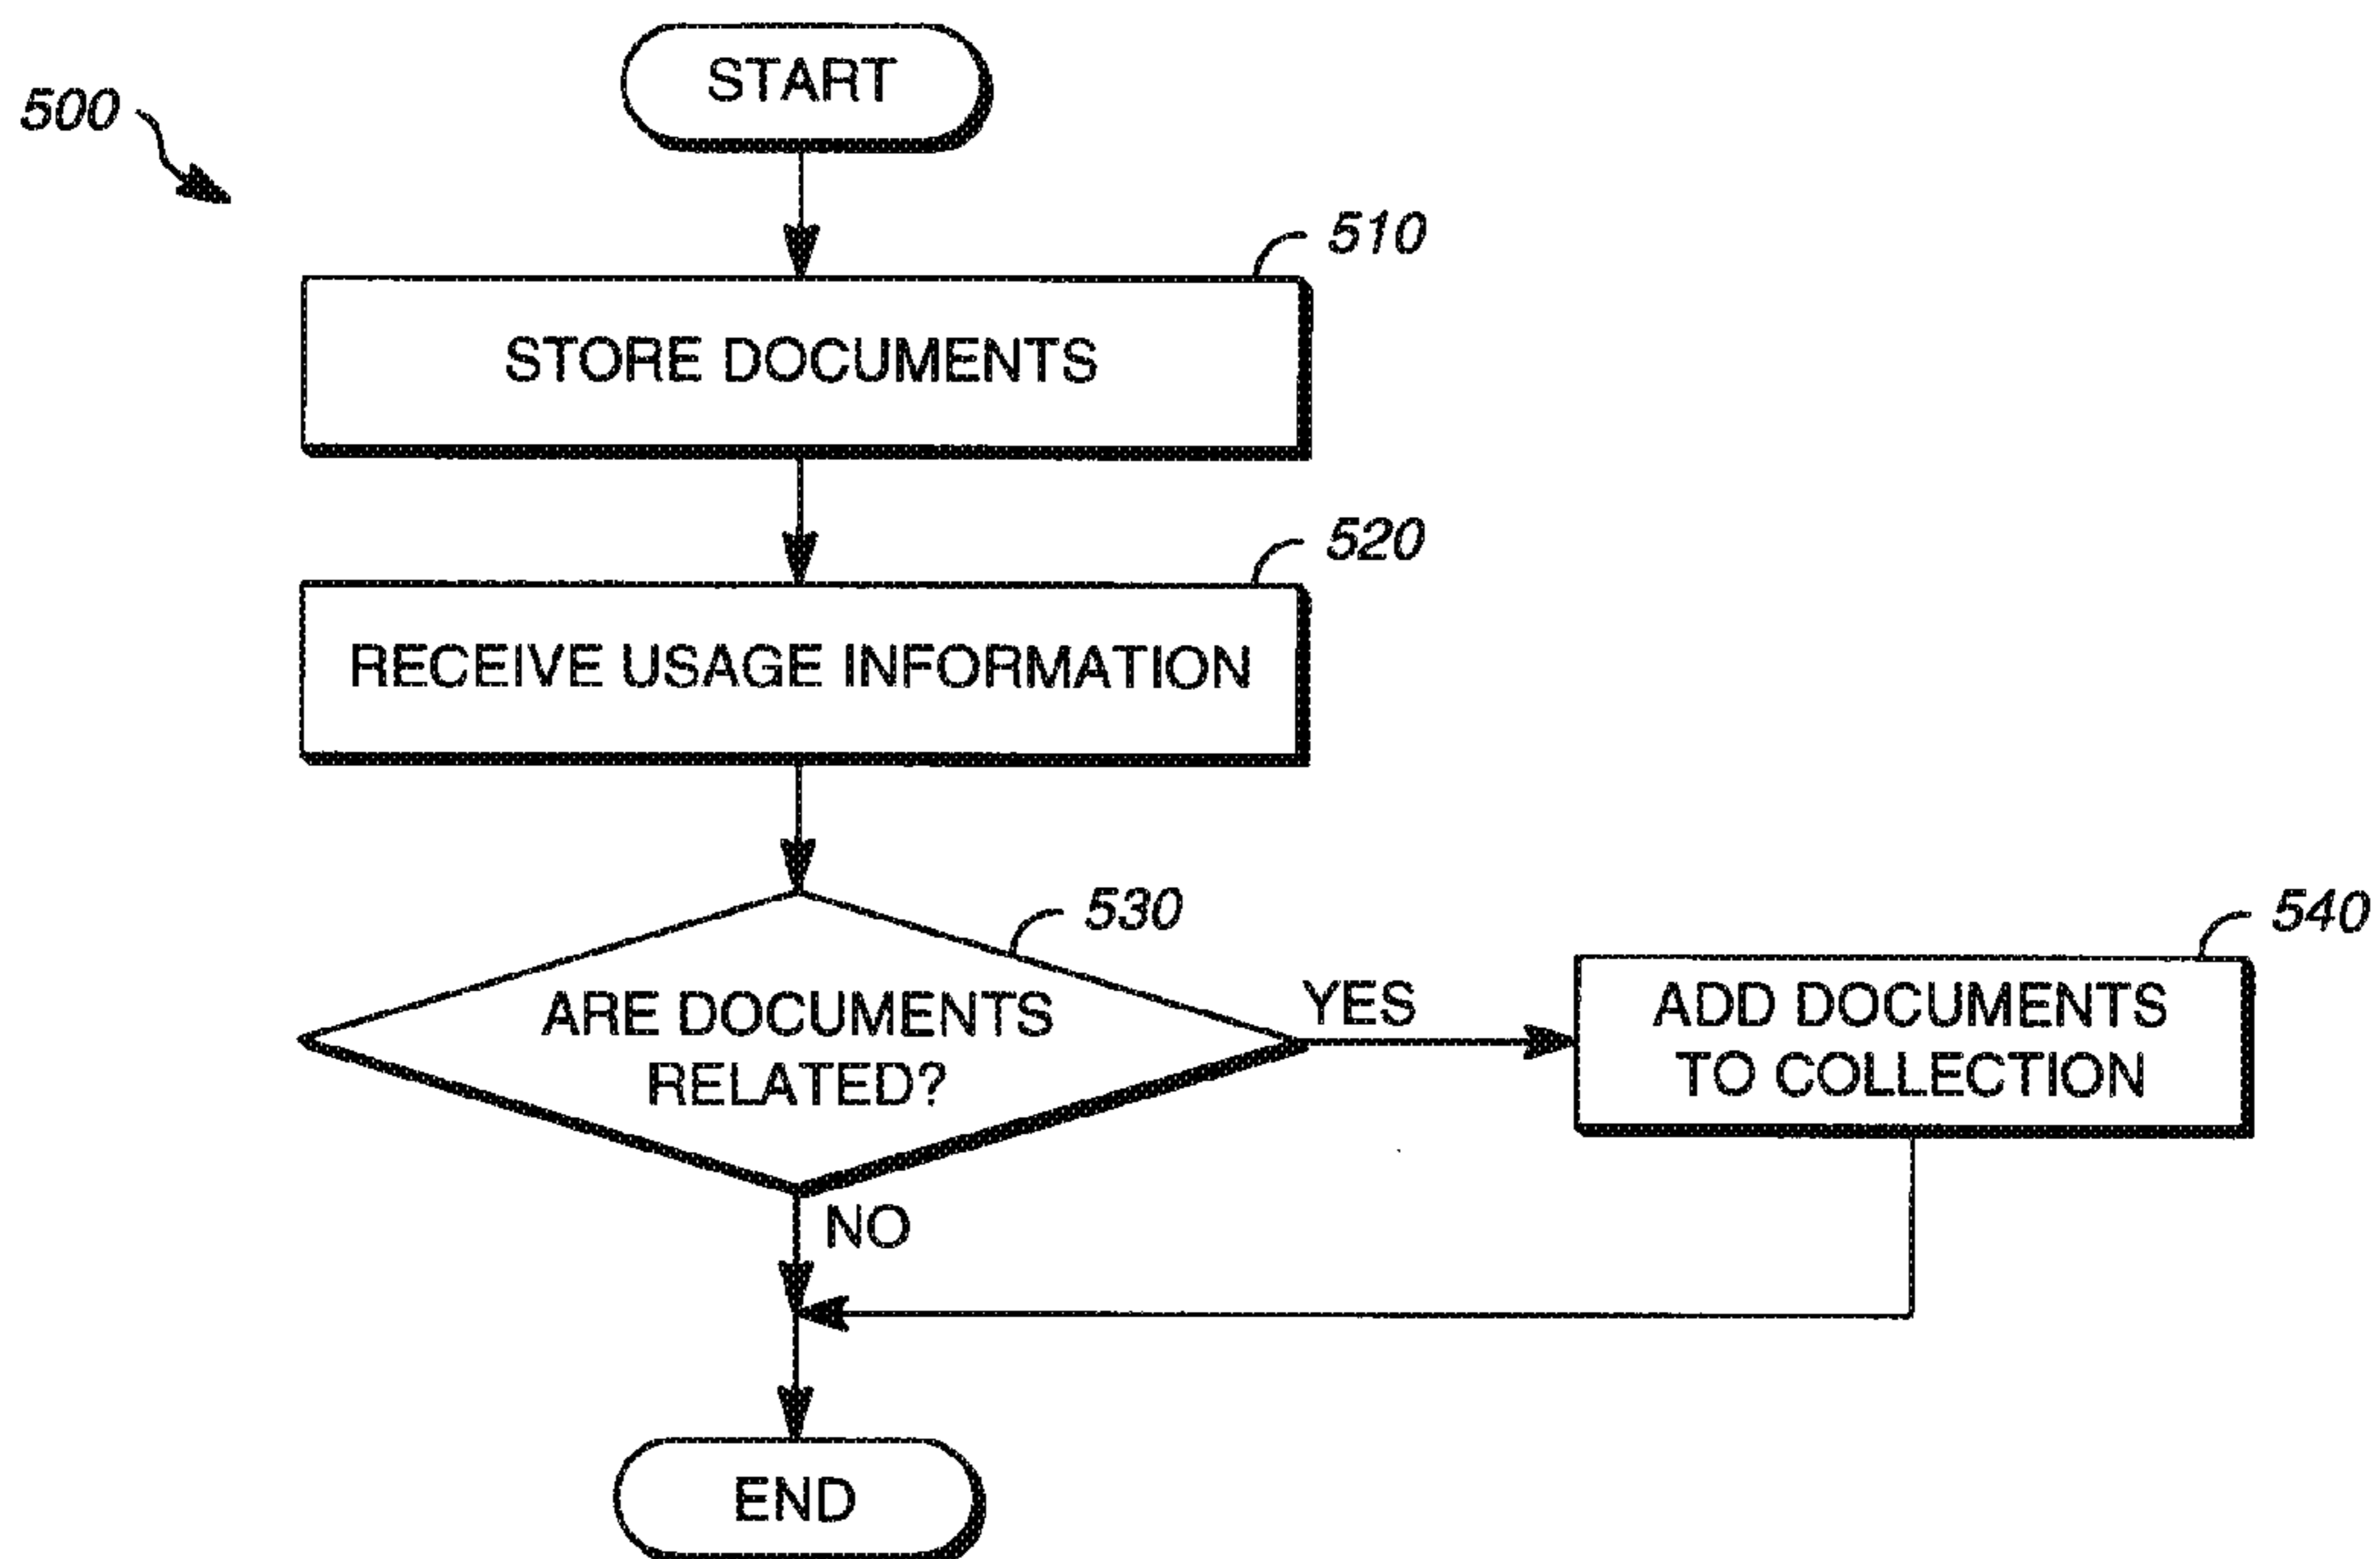 START
500
510
STORE DOCUMENTS
520
RECEIVE USAGE INFORMATION
530
ARE DOCUMENTS
RELATED?
YES
540
ADD DOCUMENTS
TO COLLECTION
NO
END